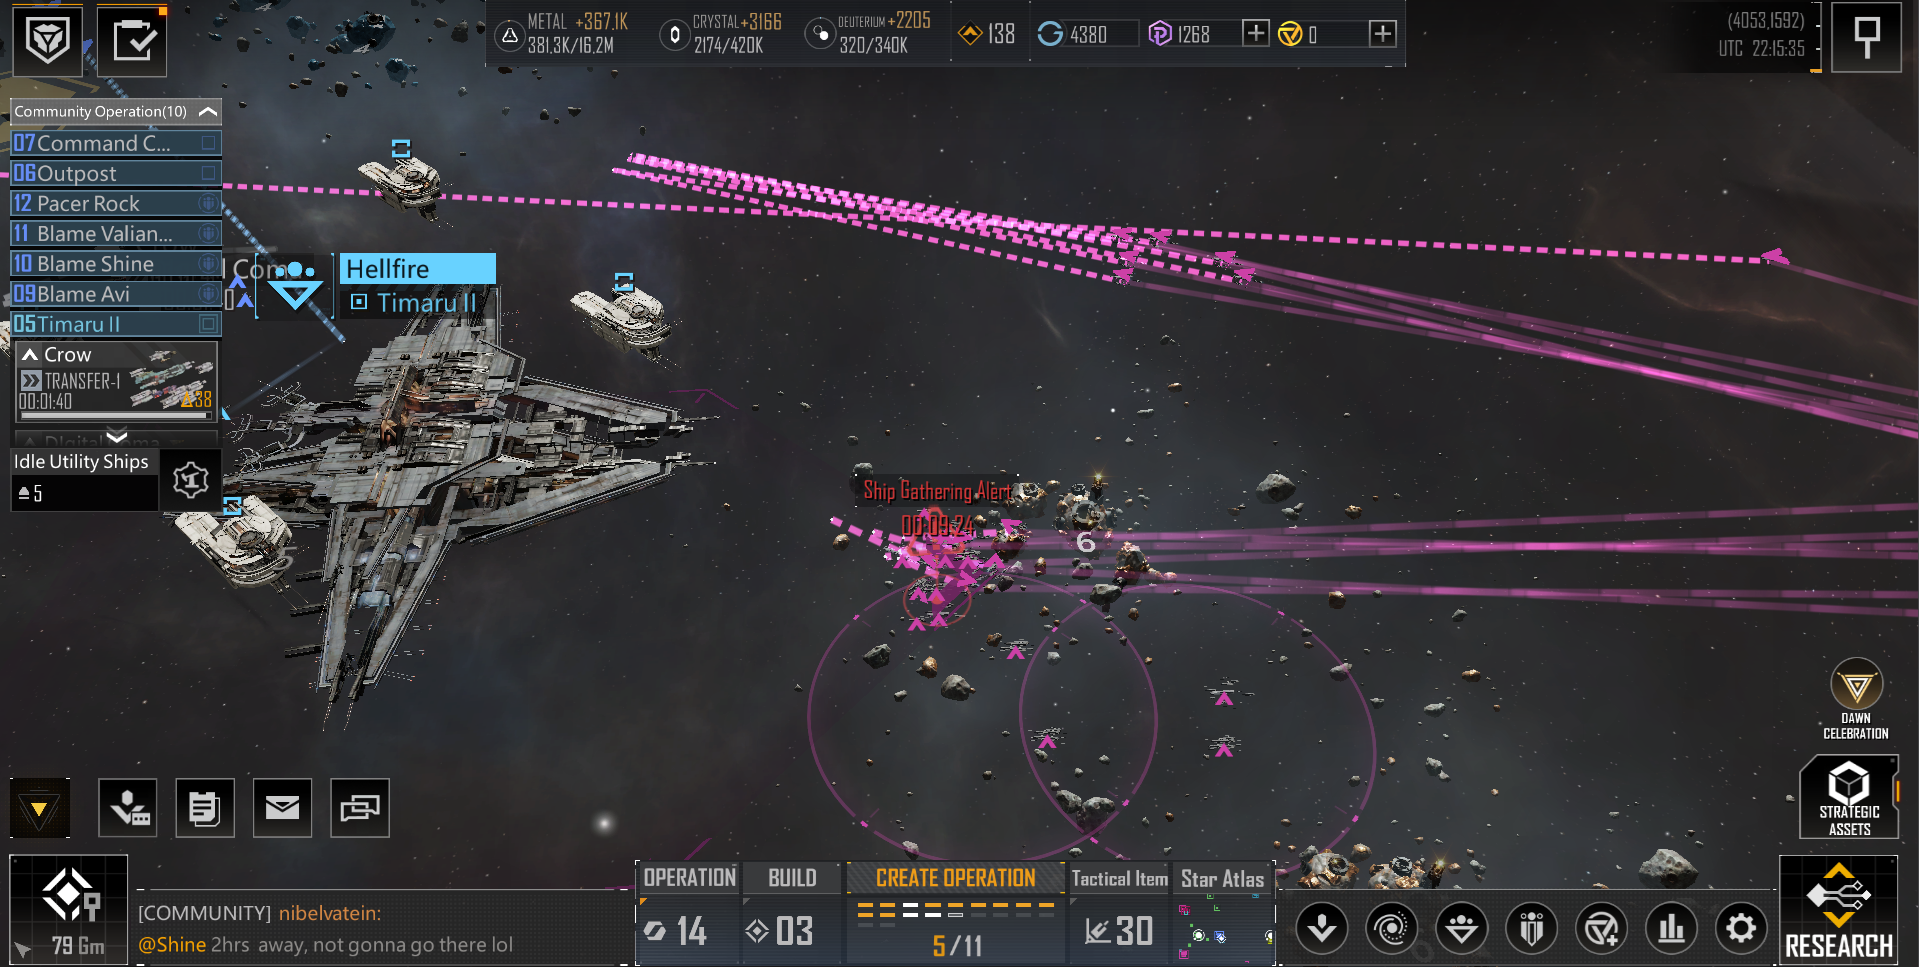 METAL +367.1K
381.3K/16.2M
CRYSTAL +3166
2174/420K
DEUTERIUM +2205
320/340K
138
4380
1268
0
(4053,1592)
UTC 22:15:35
Community Operation(10)
07 Command C...
06 Outpost
12 Pacer Rock
11 Blame Valian...
10 Blame Shine
09 Blame Avi
05 Timaru II
Hellfire
Timaru II
Crow
TRANSFER-1
00:01:40
38
Idle Utility Ships
5
1
Ship Gathering Alert
00:09:24
6
DAWN
CELEBRATION
STRATEGIC
ASSETS
79 Gm
[COMMUNITY] nibelvatein:
@Shine 2hrs away, not gonna go there lol
OPERATION
14
BUILD
03
CREATE OPERATION
5/11
Tactical Item
30
Star Atlas
RESEARCH